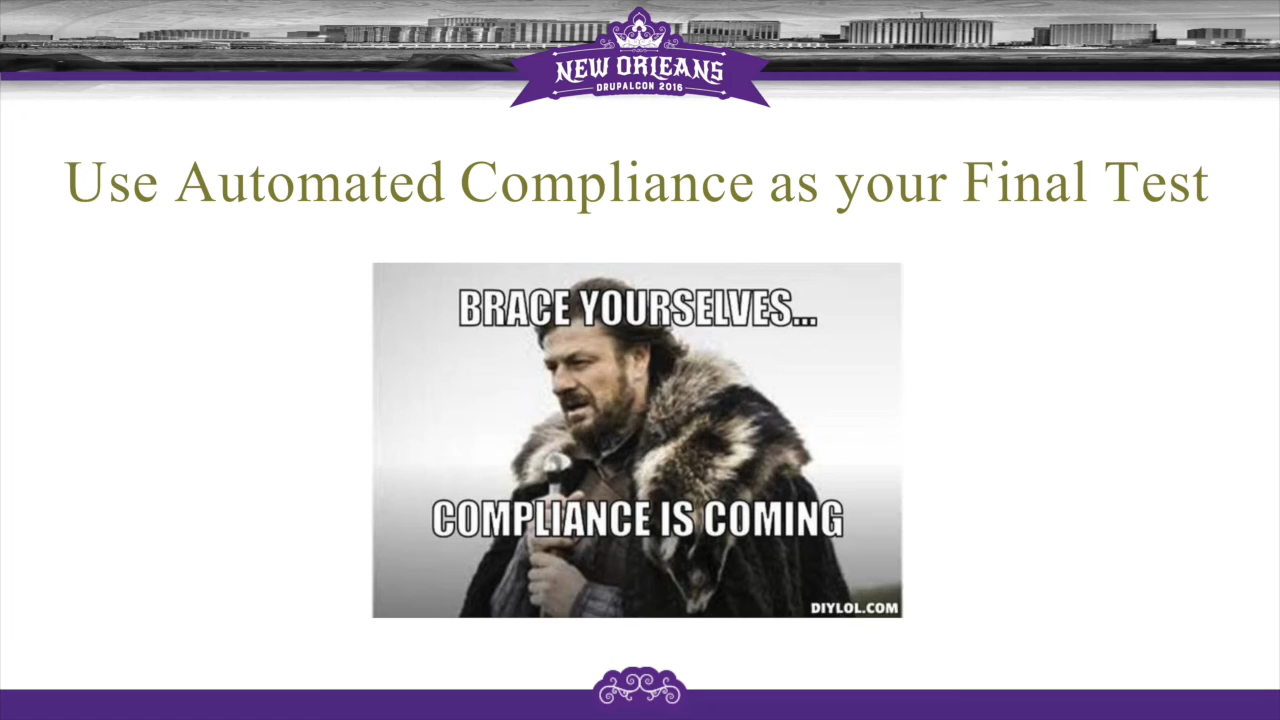 NEW ORLEANS
DRUPALCON 2016
Use Automated Compliance as your Final Test
BRACE YOURSELVES...
COMPLIANCE IS COMING
DIYLOL.COM